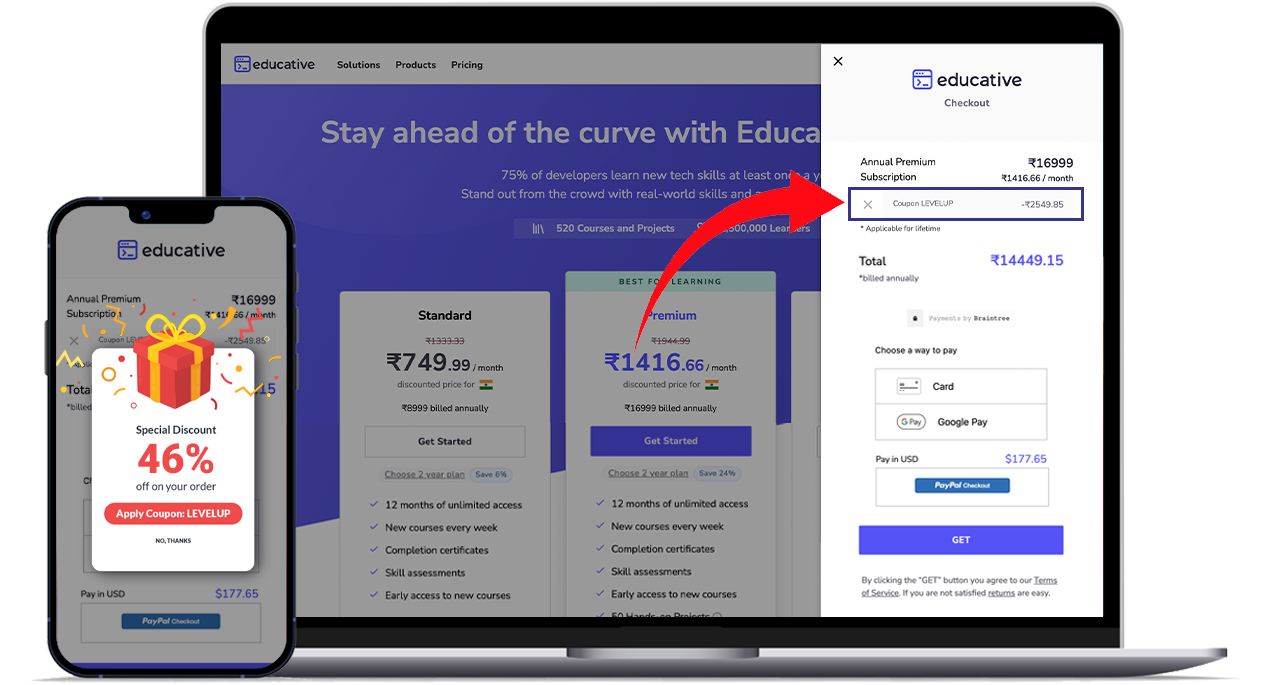 educative
Solutions Products Pricing
Stay ahead of the curve with Educa
75% of developers learn new tech skills at least once a y
Stand out from the crowd with real-world skills and
520 Courses and Projects
500,000 Learners
BEST FOR LEARNING
Standard
₹1333.33
₹749.99 / month
discounted price for
₹8999 billed annually
Get Started
Choose 2 year plan Save 6%
12 months of unlimited access
New courses every week
Completion certificates
Skill assessments
Early access to new courses
Premium
₹1944.99
₹1416.66 / month
discounted price for
₹16999 billed annually
Get Started
Choose 2 year plan Save 24%
12 months of unlimited access
New courses every week
Completion certificates
Skill assessments
Early access to new courses
50 Hands-on Projects
educative
Checkout
Annual Premium ₹16999
Subscription ₹1416.66 / month
Coupon LEVELUP -₹2549.85
* Applicable for lifetime
Total ₹14449.15
*billed annually
Payments by Braintree
Choose a way to pay
Card
G Pay Google Pay
Pay in USD $177.65
PayPal Checkout
GET
By clicking the "GET" button you agree to our Terms
of Service. If you are not satisfied returns are easy.
educative
Annual Premium ₹16999
Subscription ₹1416.66 / month
Coupon LEV -₹2549.85
Tota 15
*billed
Special Discount
46%
off on your order
Apply Coupon: LEVELUP
NO, THANKS
Pay in USD $177.65
PayPal Checkout